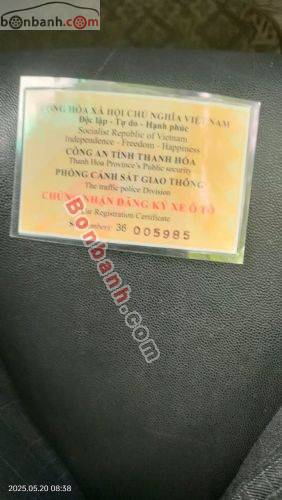 bonbanh.com
CỘNG HÒA XÃ HỘI CHỦ NGHĨA VIỆT NAM
Độc lập - Tự do - Hạnh phúc
Socialist Republic of Vietnam
Independence - Freedom - Happiness
CÔNG AN TỈNH THANH HÓA
Thanh Hóa Province's Public security
PHÒNG CẢNH SÁT GIAO THÔNG
The traffic police Division
CHỨNG NHẬN ĐĂNG KÝ XE Ô TÔ
Car Registration Certificate
36 005985
Bonbanh.com
2025.05.20 08:38